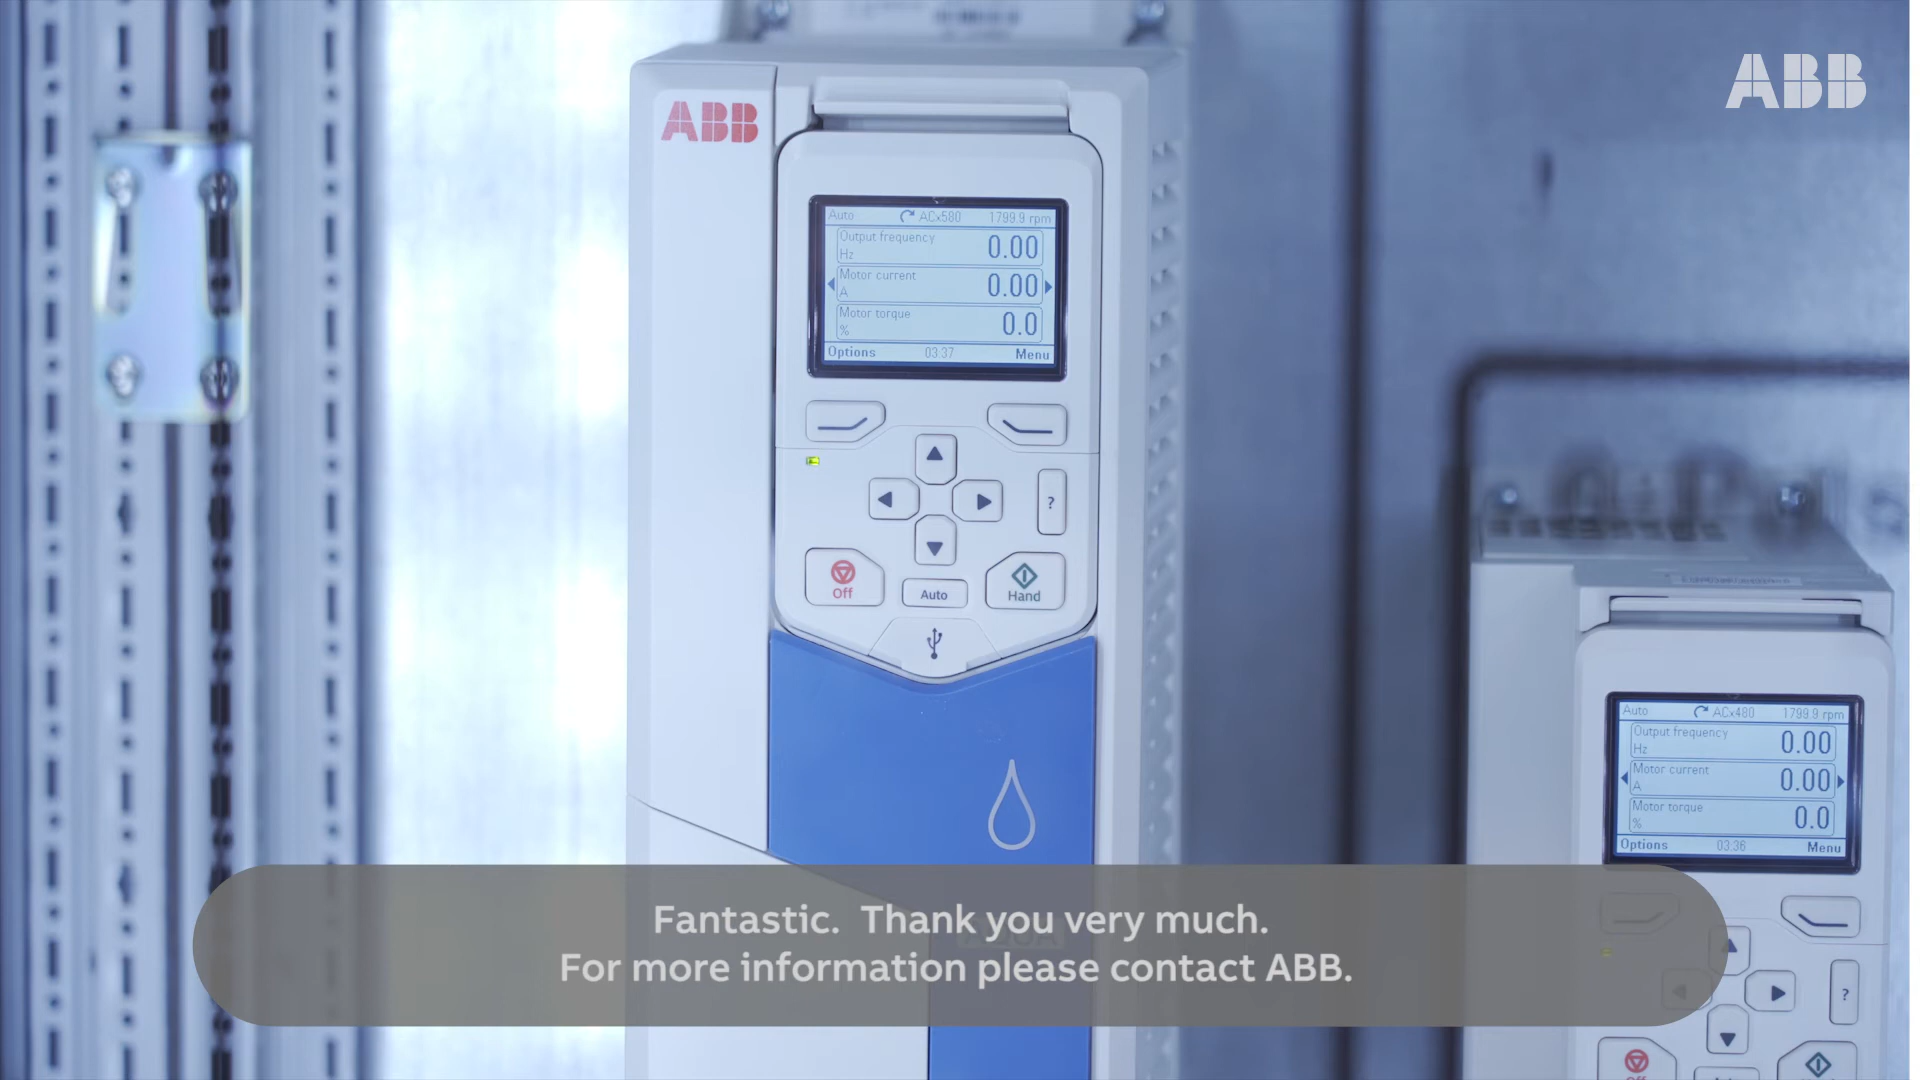 ABB
ABB
Auto ACx580 1799.9 rpm
Output frequency
Hz
0.00
Motor current
A
0.00
Motor torque
%
0.0
Options 03:37 Menu
?
Off
Auto
Hand
Auto ACx480 1799.9 rpm
Output frequency
Hz
0.00
Motor current
A
0.00
Motor torque
%
0.0
Options 03:36 Menu
?
Fantastic. Thank you very much.
For more information please contact ABB.